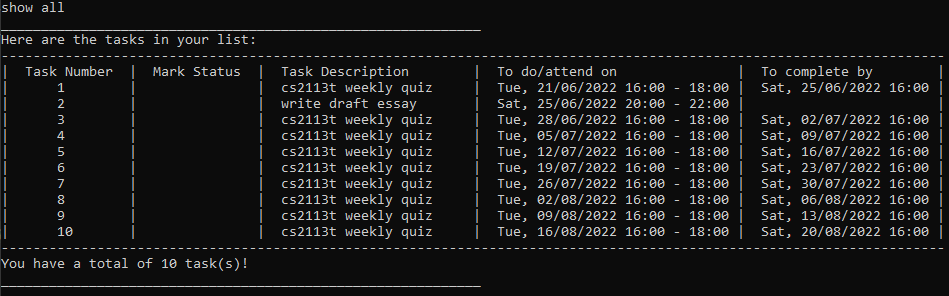 show all
____________________________________________________________
Here are the tasks in your list:
----------------------------------------------------------------------------------------------------------------------
|  Task Number  |  Mark Status  |  Task Description        |  To do/attend on               |  To complete by        |
|      1        |               |  cs2113t weekly quiz     |  Tue, 21/06/2022 16:00 - 18:00 |  Sat, 25/06/2022 16:00 |
|      2        |               |  write draft essay       |  Sat, 25/06/2022 20:00 - 22:00 |                        |
|      3        |               |  cs2113t weekly quiz     |  Tue, 28/06/2022 16:00 - 18:00 |  Sat, 02/07/2022 16:00 |
|      4        |               |  cs2113t weekly quiz     |  Tue, 05/07/2022 16:00 - 18:00 |  Sat, 09/07/2022 16:00 |
|      5        |               |  cs2113t weekly quiz     |  Tue, 12/07/2022 16:00 - 18:00 |  Sat, 16/07/2022 16:00 |
|      6        |               |  cs2113t weekly quiz     |  Tue, 19/07/2022 16:00 - 18:00 |  Sat, 23/07/2022 16:00 |
|      7        |               |  cs2113t weekly quiz     |  Tue, 26/07/2022 16:00 - 18:00 |  Sat, 30/07/2022 16:00 |
|      8        |               |  cs2113t weekly quiz     |  Tue, 02/08/2022 16:00 - 18:00 |  Sat, 06/08/2022 16:00 |
|      9        |               |  cs2113t weekly quiz     |  Tue, 09/08/2022 16:00 - 18:00 |  Sat, 13/08/2022 16:00 |
|      10       |               |  cs2113t weekly quiz     |  Tue, 16/08/2022 16:00 - 18:00 |  Sat, 20/08/2022 16:00 |
----------------------------------------------------------------------------------------------------------------------
You have a total of 10 task(s)!
____________________________________________________________